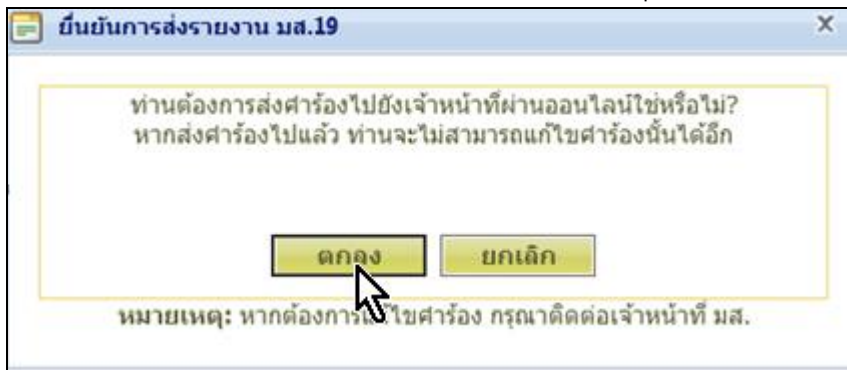 ยืนยันการส่งรายงาน มส.19
ท่านต้องการส่งคำร้องไปยังเจ้าหน้าที่ผ่านออนไลน์ใช่หรือไม่?
หากส่งคำร้องไปแล้ว ท่านจะไม่สามารถแก้ไขคำร้องนั้นได้อีก
ตกลง ยกเลิก
หมายเหตุ: หากต้องการแก้ไขคำร้อง กรุณาติดต่อเจ้าหน้าที่ มส.